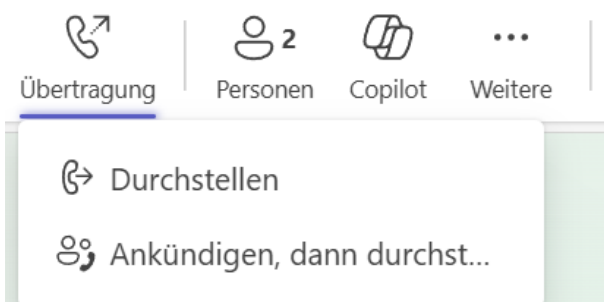 2
Übertragung Personen Copilot Weitere
Durchstellen
Ankündigen, dann durchst...